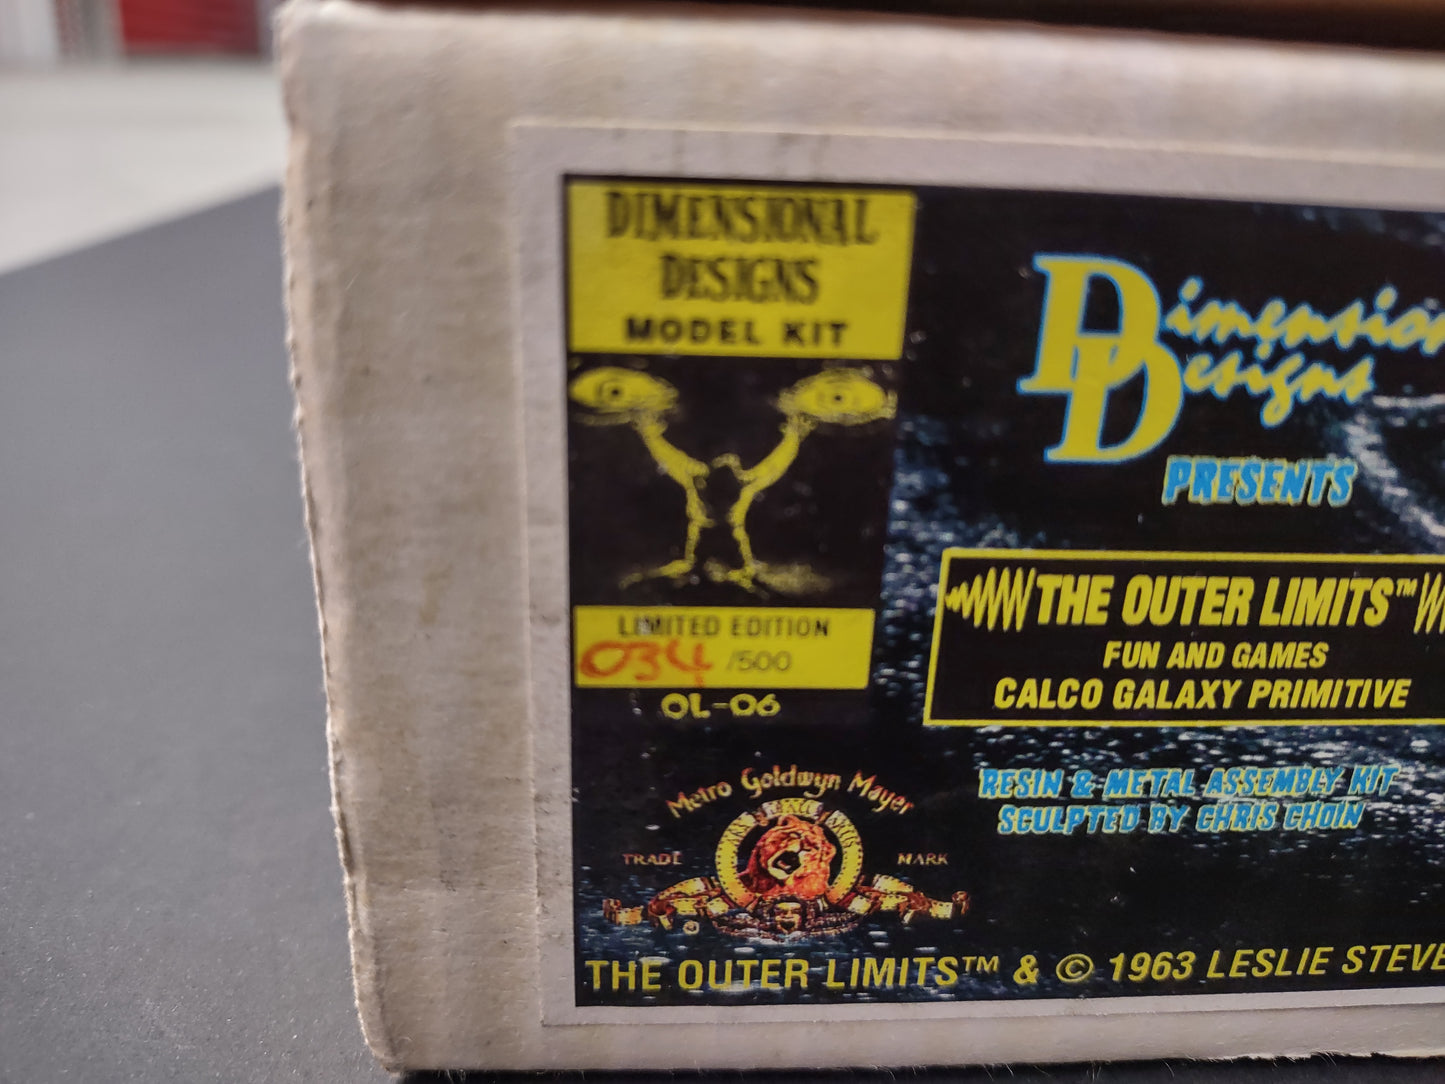 DIMENSIONAL
DESIGNS
MODEL KIT
LIMITED EDITION
034 /500
OL-06
Metro Goldwyn Mayer
TRADE MARK
Dimension
Designs
PRESENTS
THE OUTER LIMITS™
FUN AND GAMES
CALCO GALAXY PRIMITIVE
RESIN & METAL ASSEMBLY KIT
SCULPTED BY CHRIS CHOIN
THE OUTER LIMITS™ & © 1963 LESLIE STEVE